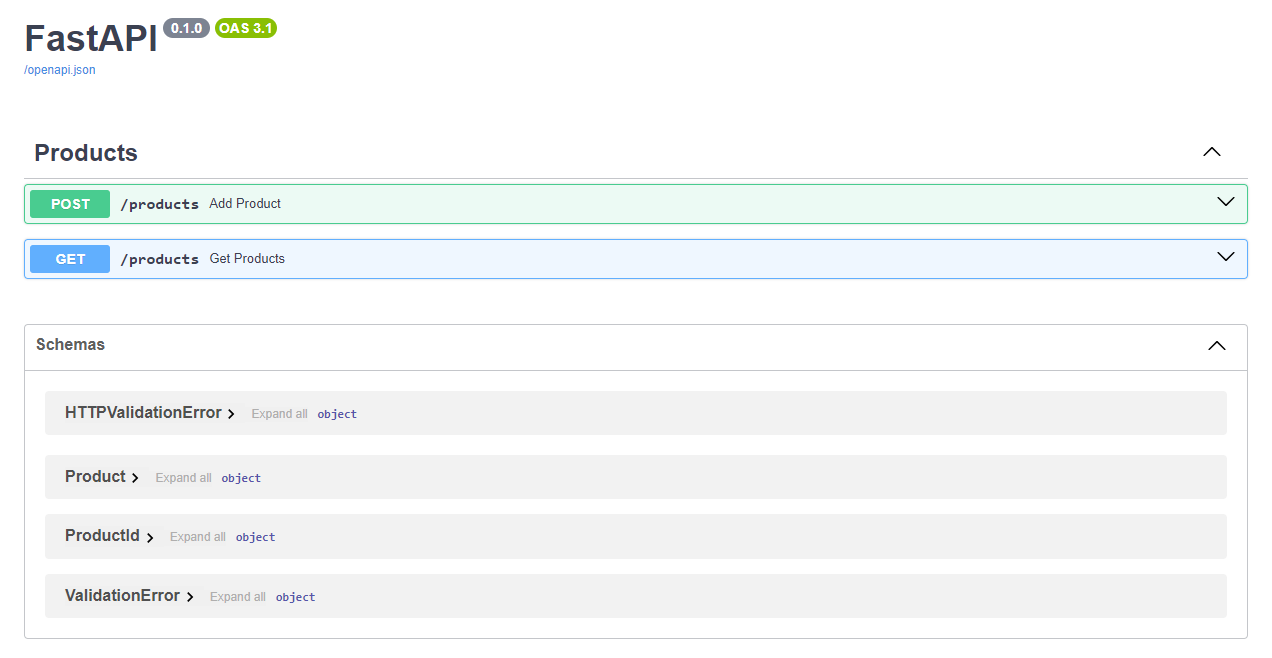 FastAPI 0.1.0 OAS 3.1
/openapi.json
Products
POST /products Add Product
GET /products Get Products
Schemas
HTTPValidationError Expand all object
Product Expand all object
ProductId Expand all object
ValidationError Expand all object